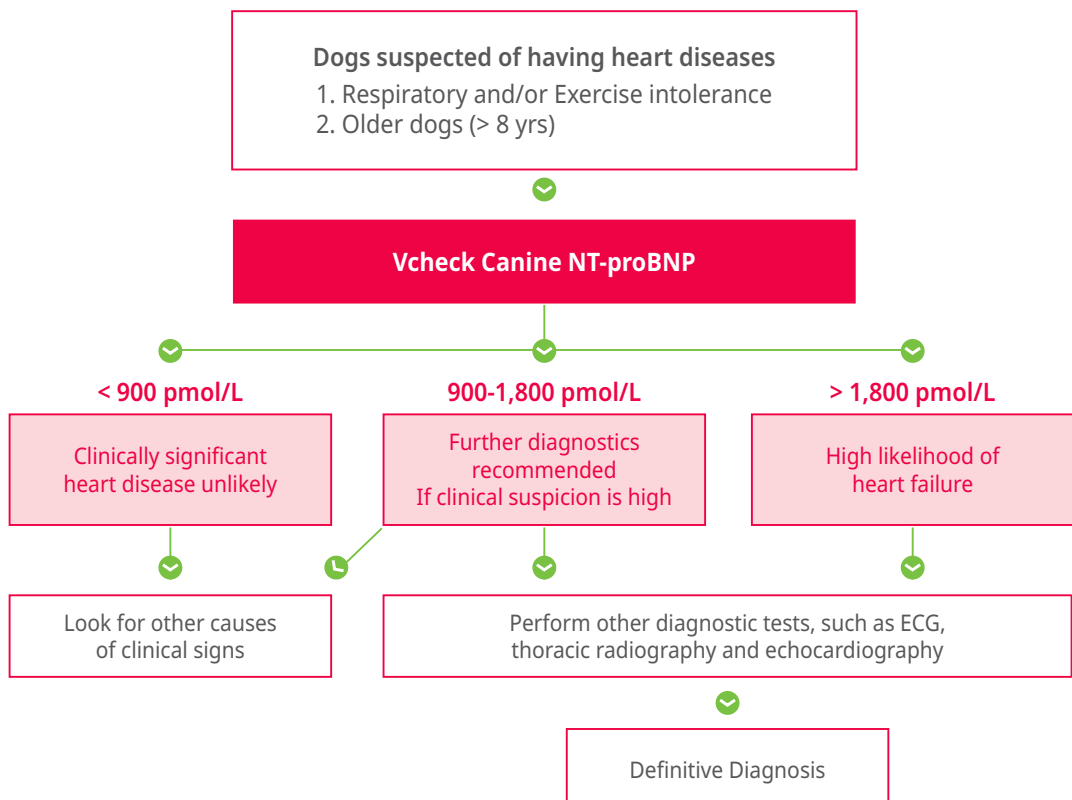 Dogs suspected of having heart diseases
1. Respiratory and/or Exercise intolerance
2. Older dogs (> 8 yrs)
Vcheck Canine NT-proBNP
< 900 pmol/L
900-1,800 pmol/L
> 1,800 pmol/L
Clinically significant
heart disease unlikely
Further diagnostics
recommended
If clinical suspicion is high
High likelihood of
heart failure
Look for other causes
of clinical signs
Perform other diagnostic tests, such as ECG,
thoracic radiography and echocardiography
Definitive Diagnosis